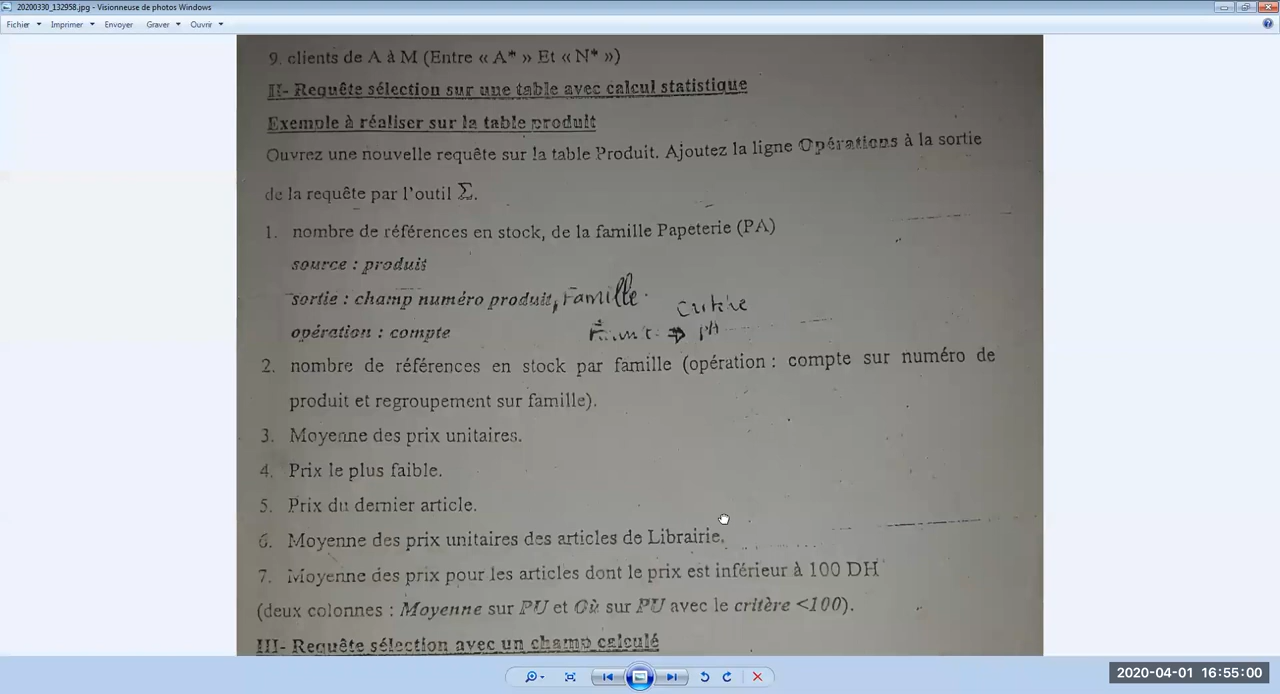 20200330_132958.jpg - Visionneuse de photos Windows
Fichier Imprimer Envoyer Graver Ouvrir
9. clients de A à M (Entre « A* » Et « N* »)
II- Requête sélection sur une table avec calcul statistique
Exemple à réaliser sur la table produit
Ouvrez une nouvelle requête sur la table Produit. Ajoutez la ligne Opérations à la sortie
de la requête par l'outil Σ.
1. nombre de références en stock, de la famille Papeterie (PA)
source : produit
sortie : champ numéro produit, Famille.
Critère
opération : compte ⇒ PA
2. nombre de références en stock par famille (opération : compte sur numéro de
produit et regroupement sur famille).
3. Moyenne des prix unitaires.
4. Prix le plus faible.
5. Prix du dernier article.
6. Moyenne des prix unitaires des articles de Librairie.
7. Moyenne des prix pour les articles dont le prix est inférieur à 100 DH
(deux colonnes : Moyenne sur PU et Où sur PU avec le critère <100).
III- Requête sélection avec un champ calculé
2020-04-01 16:55:00